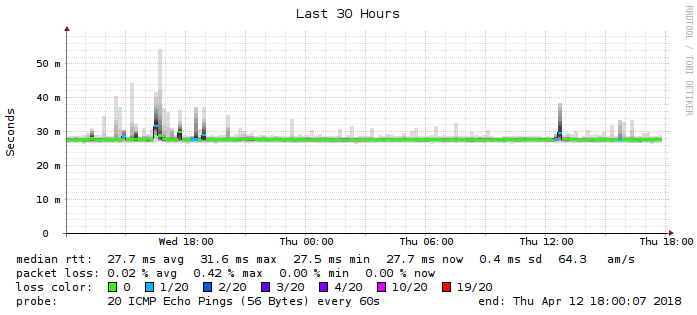 Last 30 Hours
RRDTOOL / TOBI OETIKER
Seconds
50 m
40 m
30 m
20 m
10 m
0
Wed 18:00 Thu 00:00 Thu 06:00 Thu 12:00 Thu 18:00
median rtt: 27.7 ms avg 31.6 ms max 27.5 ms min 27.7 ms now 0.4 ms sd 64.3 am/s
packet loss: 0.02 % avg 0.42 % max 0.00 % min 0.00 % now
loss color: 0 1/20 2/20 3/20 4/20 10/20 19/20
probe: 20 ICMP Echo Pings (56 Bytes) every 60s end: Thu Apr 12 18:00:07 2018